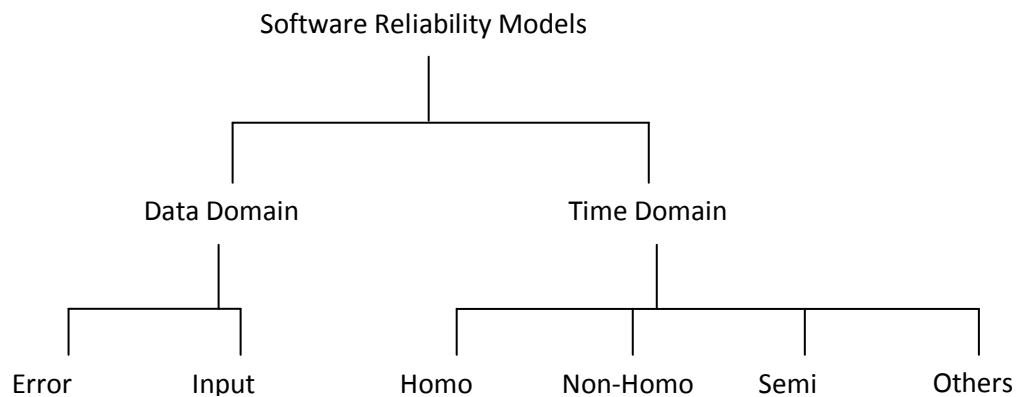 Software Reliability Models
Data Domain Time Domain
Error Input Homo Non-Homo Semi Others